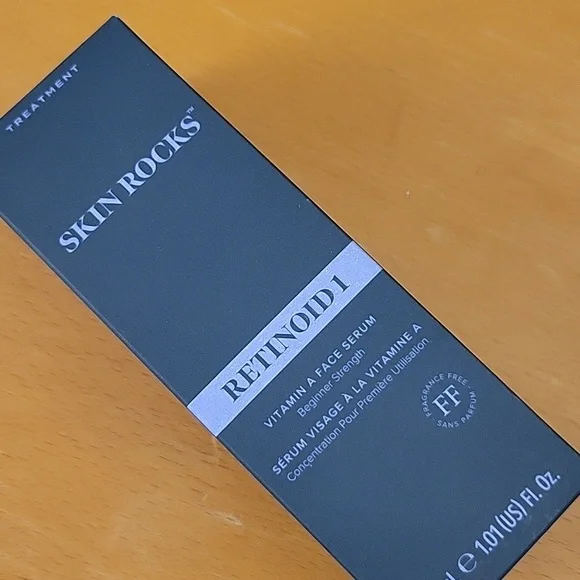 TREATMENT
SKIN ROCKS™
RETINOID 1
VITAMIN A FACE SERUM
Beginner Strength
SÉRUM VISAGE À LA VITAMINE A
Concentration Pour Première Utilisation
FRAGRANCE FREE ·
FF
SANS PARFUM
℮ 1.01 (US) Fl. Oz.